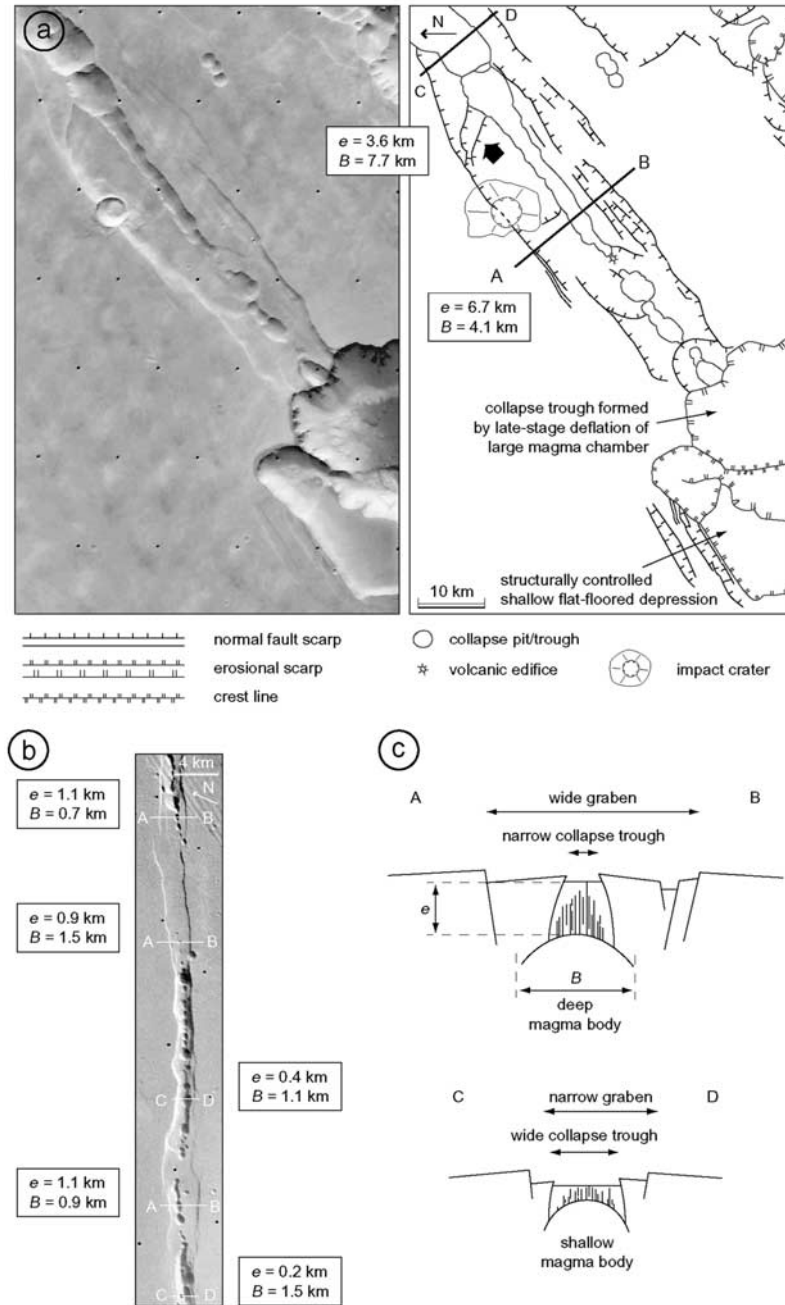 a
N
D
C
e = 3.6 km
B = 7.7 km
B
A
e = 6.7 km
B = 4.1 km
collapse trough formed
by late-stage deflation of
large magma chamber
10 km
structurally controlled
shallow flat-floored depression
normal fault scarp
collapse pit/trough
erosional scarp
volcanic edifice
impact crater
crest line
b
4 km
N
e = 1.1 km
B = 0.7 km
A
B
e = 0.9 km
B = 1.5 km
A
B
e = 0.4 km
B = 1.1 km
C
D
e = 1.1 km
B = 0.9 km
A
B
e = 0.2 km
B = 1.5 km
C
D
c
A
B
wide graben
narrow collapse trough
e
B
deep
magma body
C
D
narrow graben
wide collapse trough
shallow
magma body